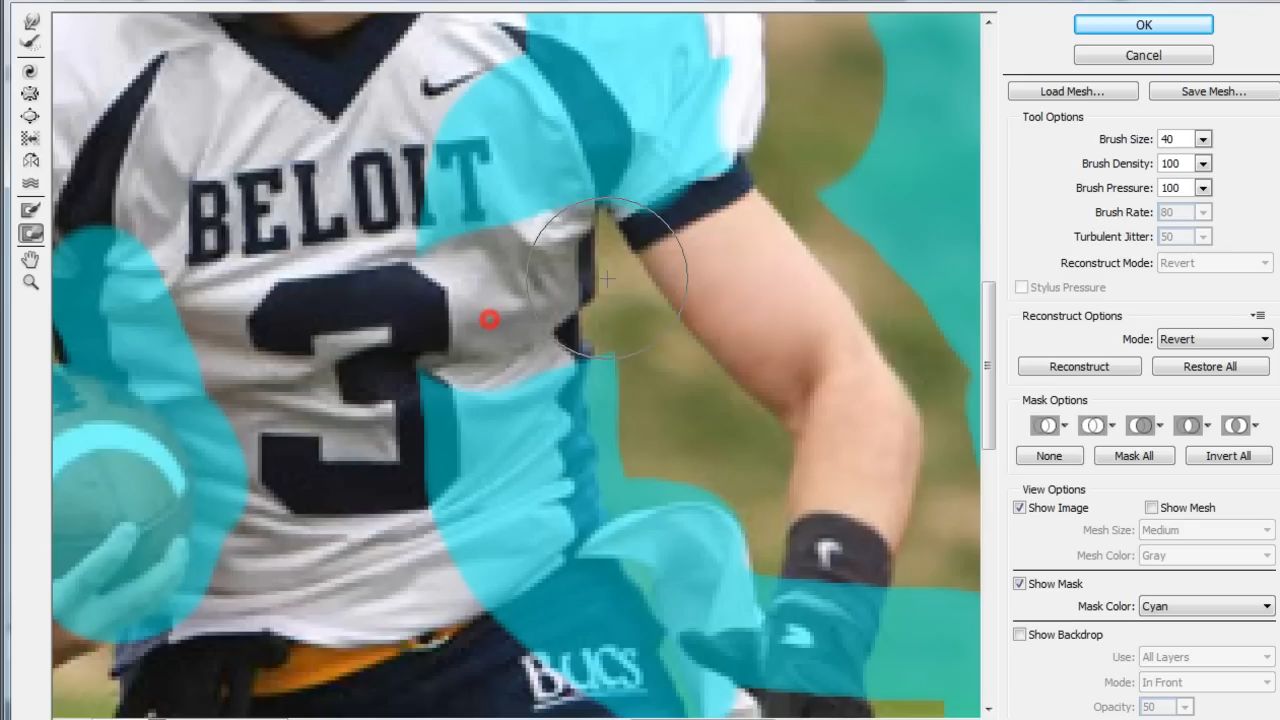 OK
Cancel
Load Mesh... Save Mesh...
Tool Options
Brush Size: 40
Brush Density: 100
Brush Pressure: 100
Brush Rate: 80
Turbulent Jitter: 50
Reconstruct Mode: Revert
Stylus Pressure
Reconstruct Options
Mode: Revert
Reconstruct Restore All
Mask Options
None Mask All Invert All
View Options
Show Image Show Mesh
Mesh Size: Medium
Mesh Color: Gray
Show Mask
Mask Color: Cyan
Show Backdrop
Use: All Layers
Mode: In Front
Opacity: 50
BELOIT
3
BUCS